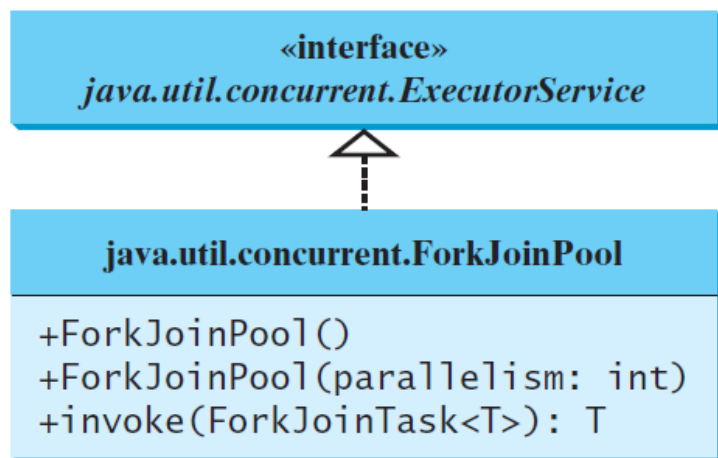 «interface»
java.util.concurrent.ExecutorService
java.util.concurrent.ForkJoinPool
+ForkJoinPool()
+ForkJoinPool(parallelism: int)
+invoke(ForkJoinTask<T>): T